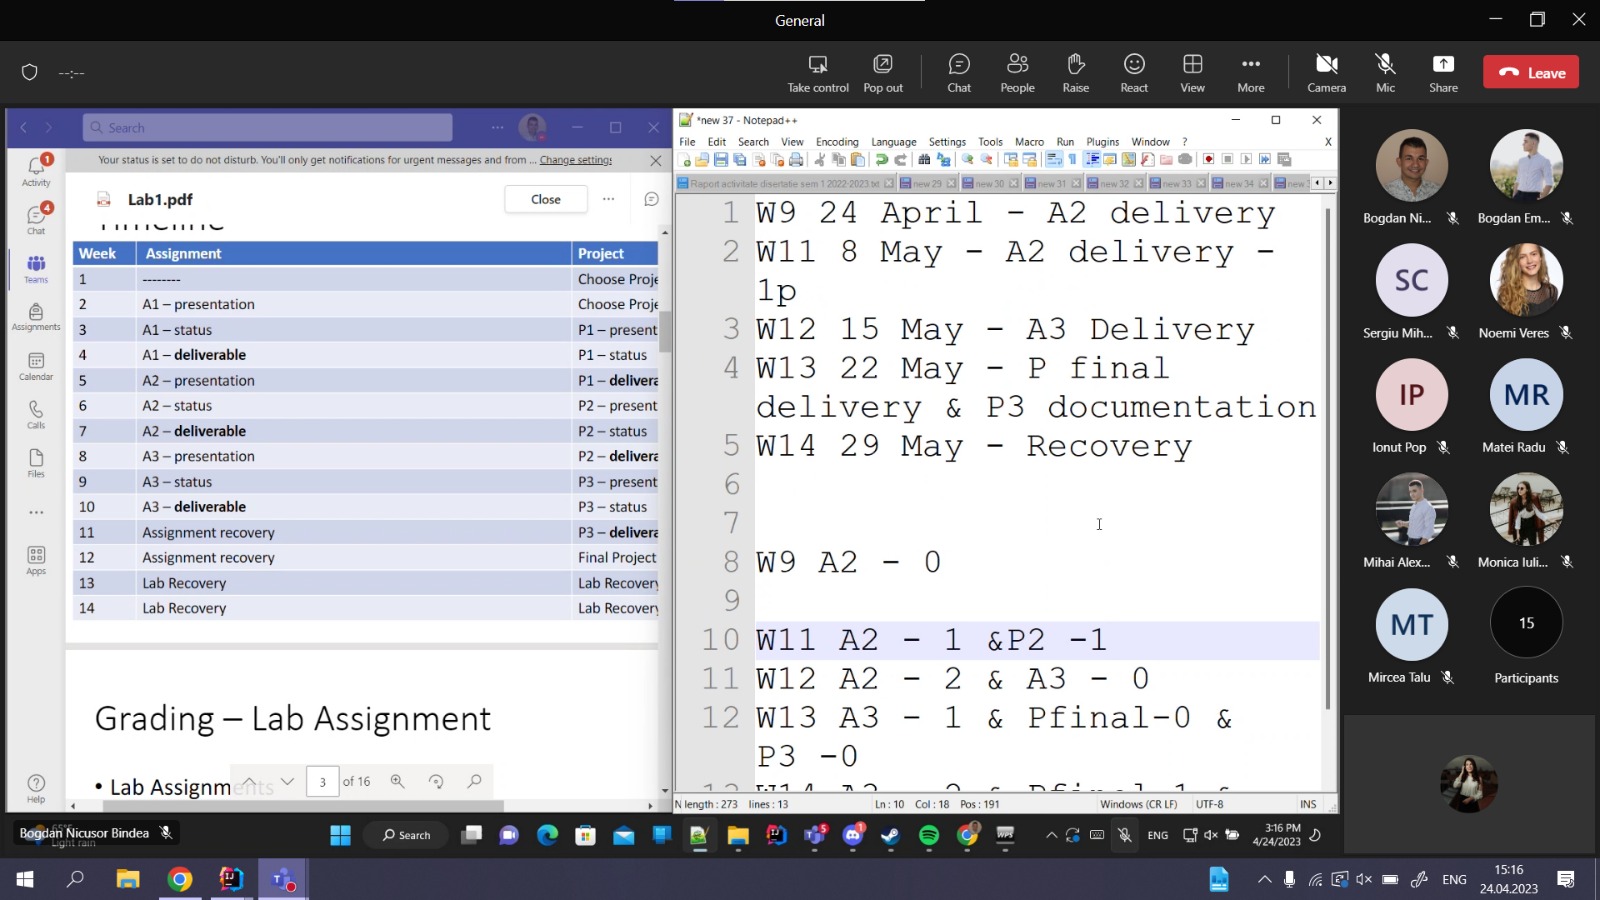 General
--:--
Take control
Pop out
Chat
People
Raise
React
View
More
Camera
Mic
Share
Leave
Search
Your status is set to do not disturb. You'll only get notifications for urgent messages and from ... Change settings
Activity
1
Chat
4
Teams
Assignments
Calendar
Calls
Files
Apps
Help
Lab1.pdf
Close
Timeline
Week Assignment Project
1 -------- Choose Proje
2 A1 – presentation Choose Proje
3 A1 – status P1 – present
4 A1 – deliverable P1 – status
5 A2 – presentation P1 – delivera
6 A2 – status P2 – present
7 A2 – deliverable P2 – status
8 A3 – presentation P2 – delivera
9 A3 – status P3 – present
10 A3 – deliverable P3 – status
11 Assignment recovery P3 – delivera
12 Assignment recovery Final Project
13 Lab Recovery Lab Recovery
14 Lab Recovery Lab Recovery
Grading – Lab Assignment
• Lab Assignments
3 of 16
Bogdan Nicusor Bindea
Light rain
*new 37 - Notepad++
File Edit Search View Encoding Language Settings Tools Macro Run Plugins Window ? X
Raport activitate disertatie sem 1 2022-2023.txt new 29 new 30 new 31 new 32 new 33 new 34 new 3
1 W9 24 April - A2 delivery
2 W11 8 May - A2 delivery -
1p
3 W12 15 May - A3 Delivery
4 W13 22 May - P final
delivery & P3 documentation
5 W14 29 May - Recovery
6
7
8 W9 A2 - 0
9
10 W11 A2 - 1 &P2 -1
11 W12 A2 - 2 & A3 - 0
12 W13 A3 - 1 & Pfinal-0 &
P3 -0
13 W14 A3 - 2 & Pfinal-1 &
N length : 273 lines : 13 Ln : 10 Col : 18 Pos : 191 Windows (CR LF) UTF-8 INS
Search
ENG
3:16 PM
4/24/2023
Bogdan Ni...
Bogdan Em...
SC
Sergiu Mih...
Noemi Veres
IP
Ionut Pop
MR
Matei Radu
Mihai Alex...
Monica Iuli...
MT
Mircea Talu
15
Participants
ENG
15:16
24.04.2023